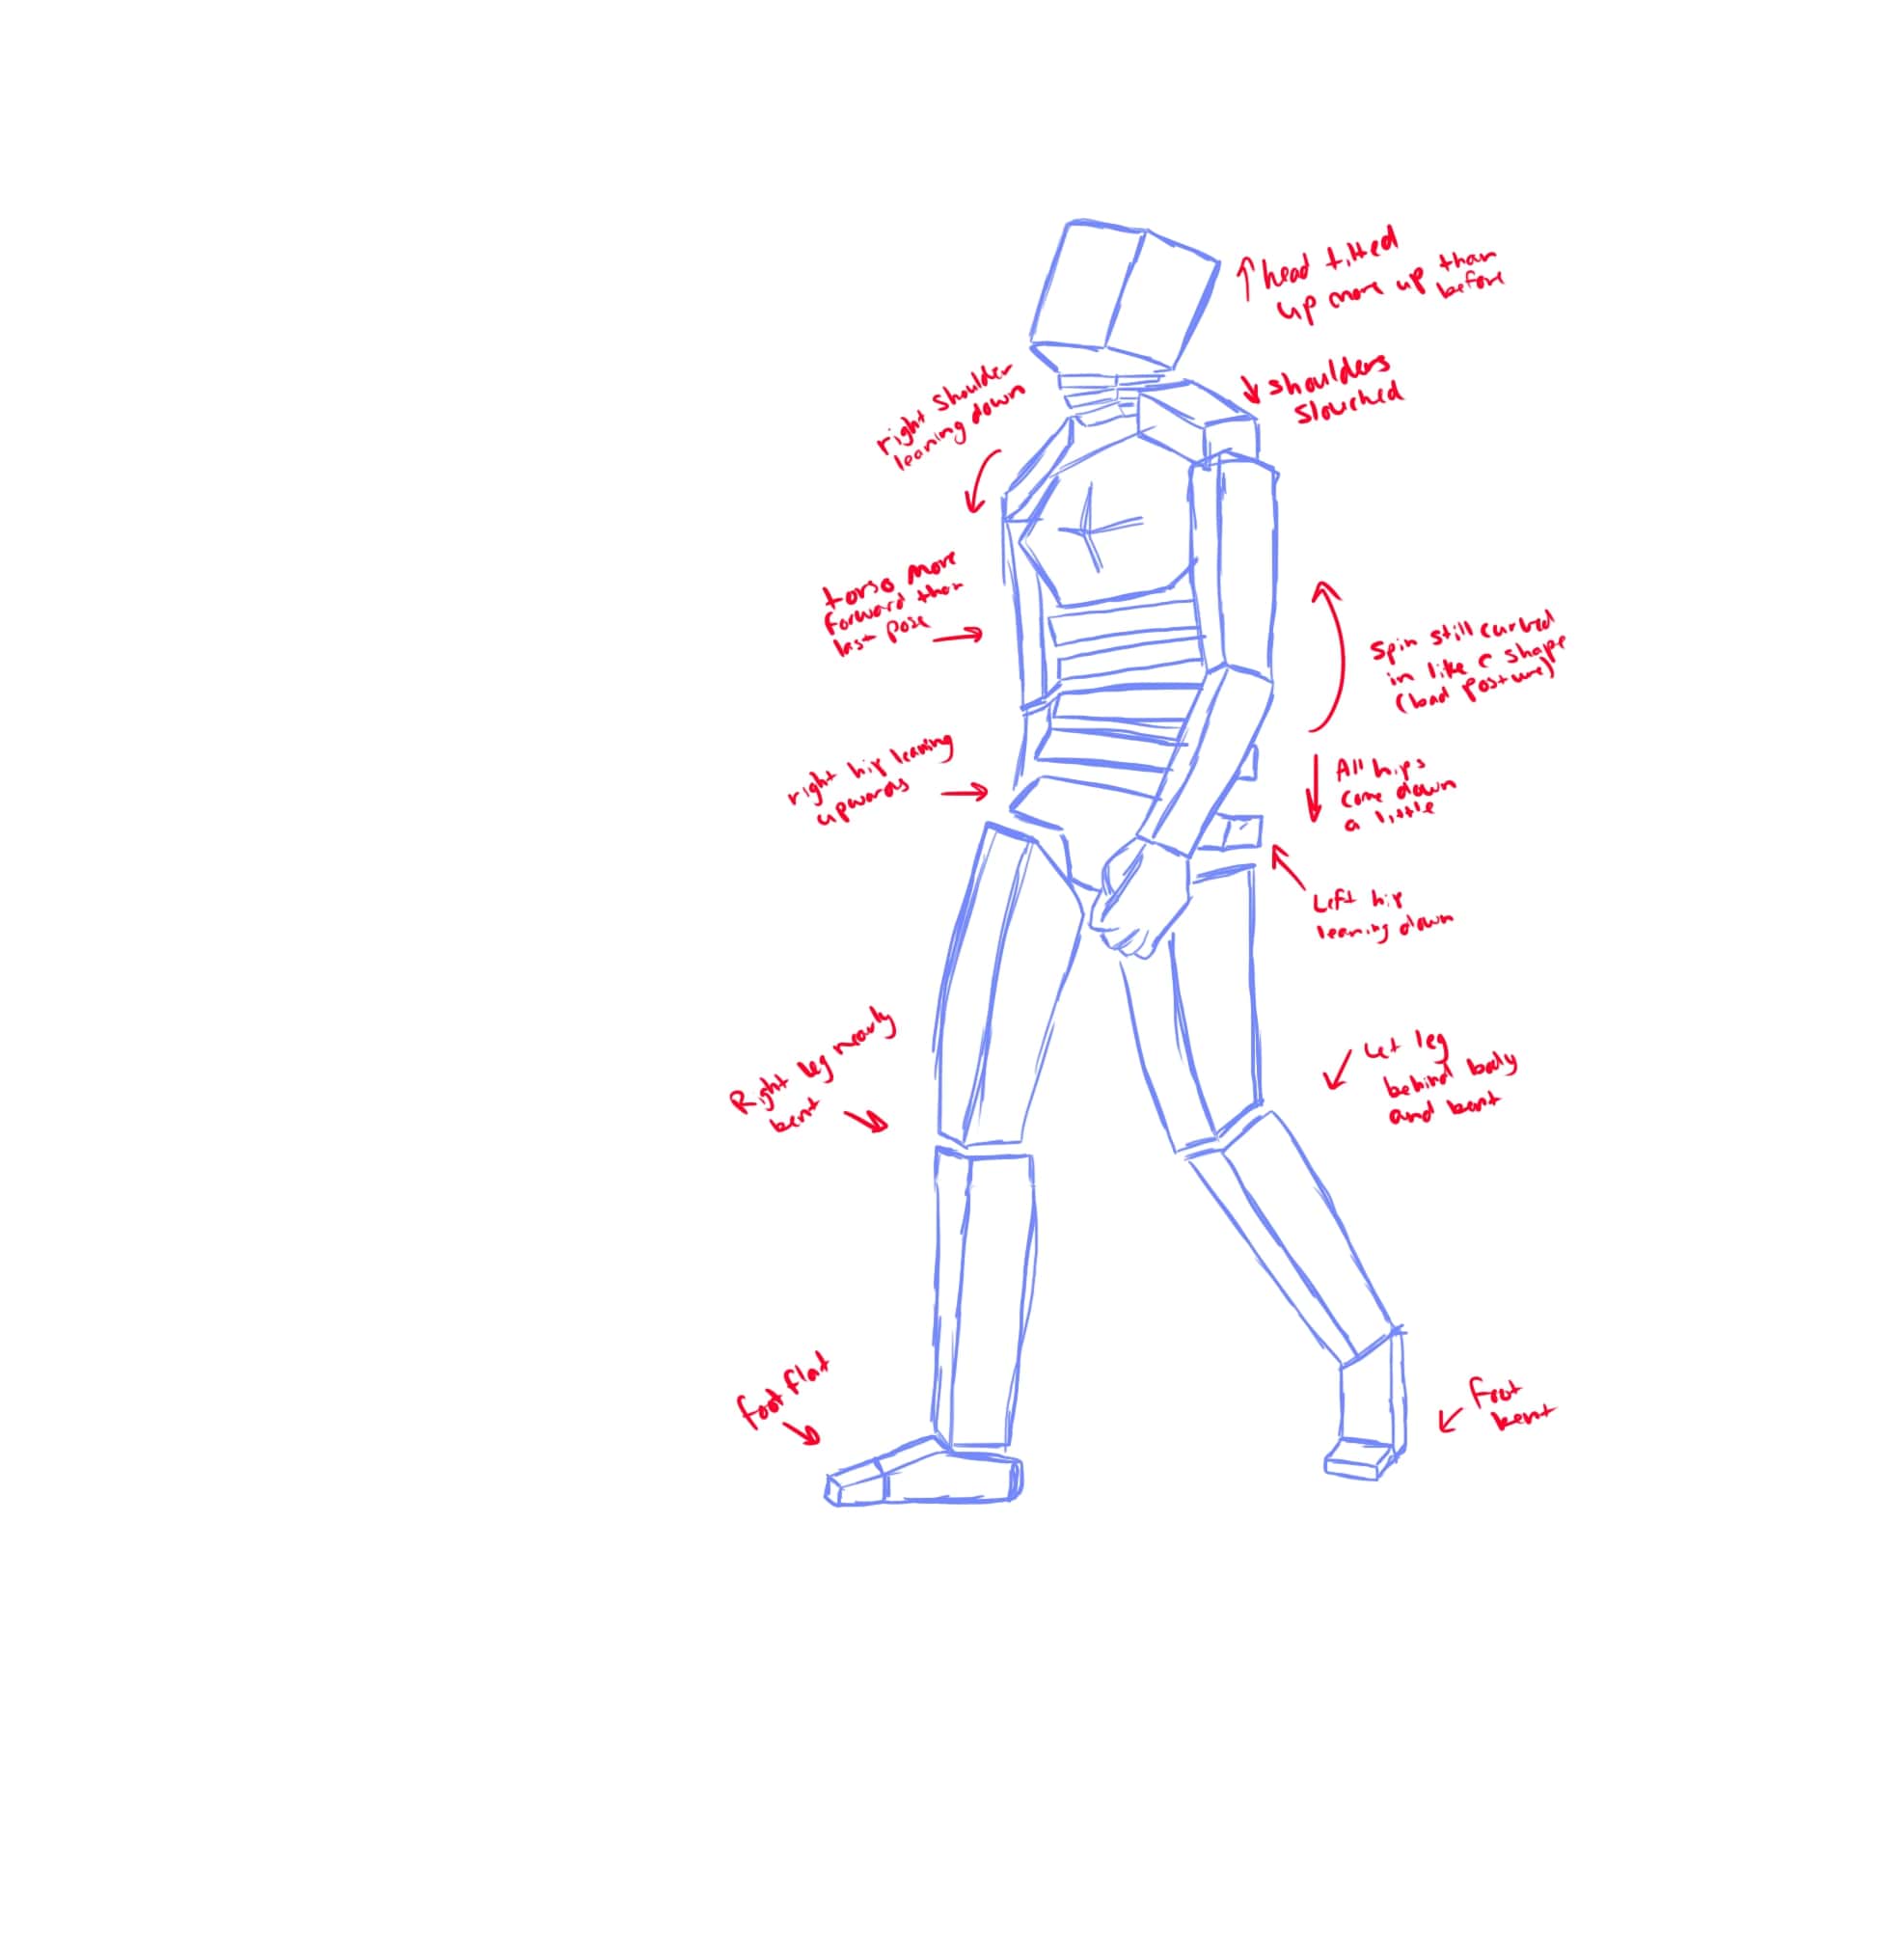 head tilted
up more up than
before
shoulders
slouched
right shoulder
leaning down
torso more
forward than
last pose
spin still curved
in like c shape
(bad posture)
right hip leaning
upwards
All hips
come down
a little
Left hip
leaning down
Right leg nearly
bent
Left leg
behind body
and bent
foot flat
foot
bent